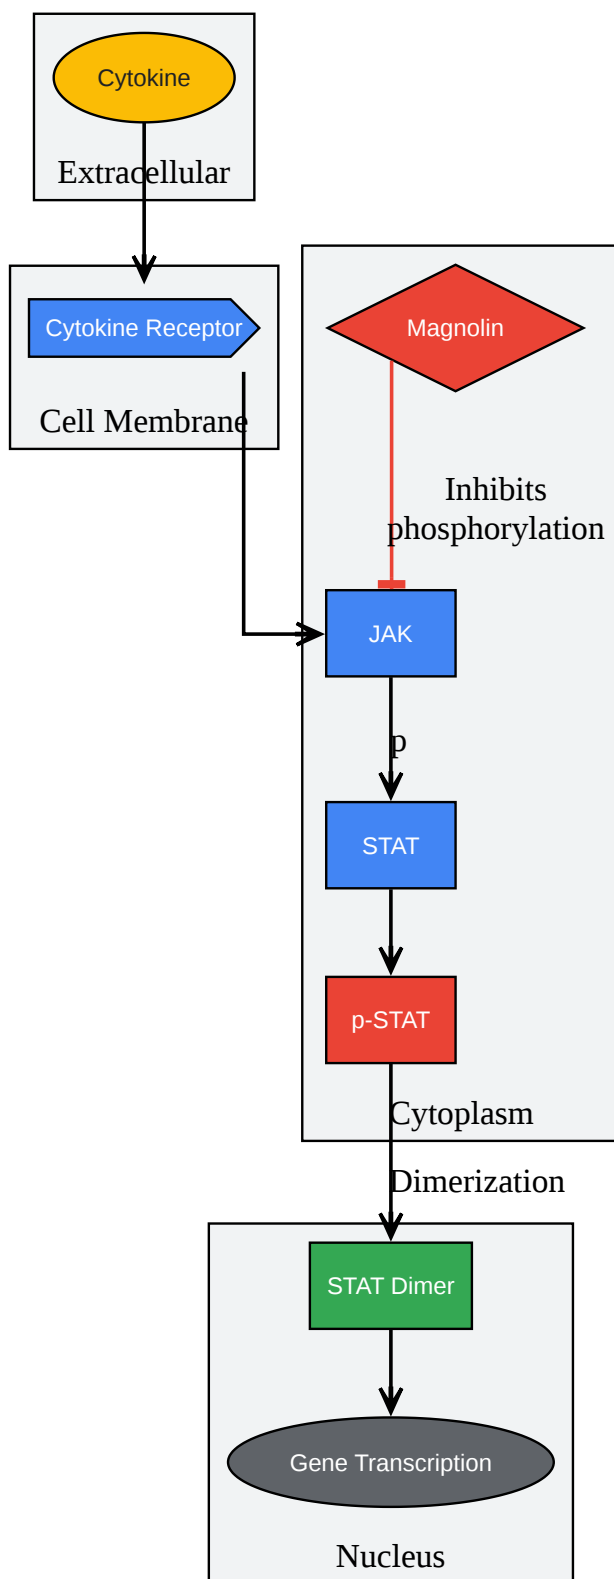 Cytokine
Extracellular
Cytokine Receptor
Cell Membrane
Magnolin
Inhibits
phosphorylation
JAK
p
STAT
p-STAT
Cytoplasm
Dimerization
STAT Dimer
Gene Transcription
Nucleus